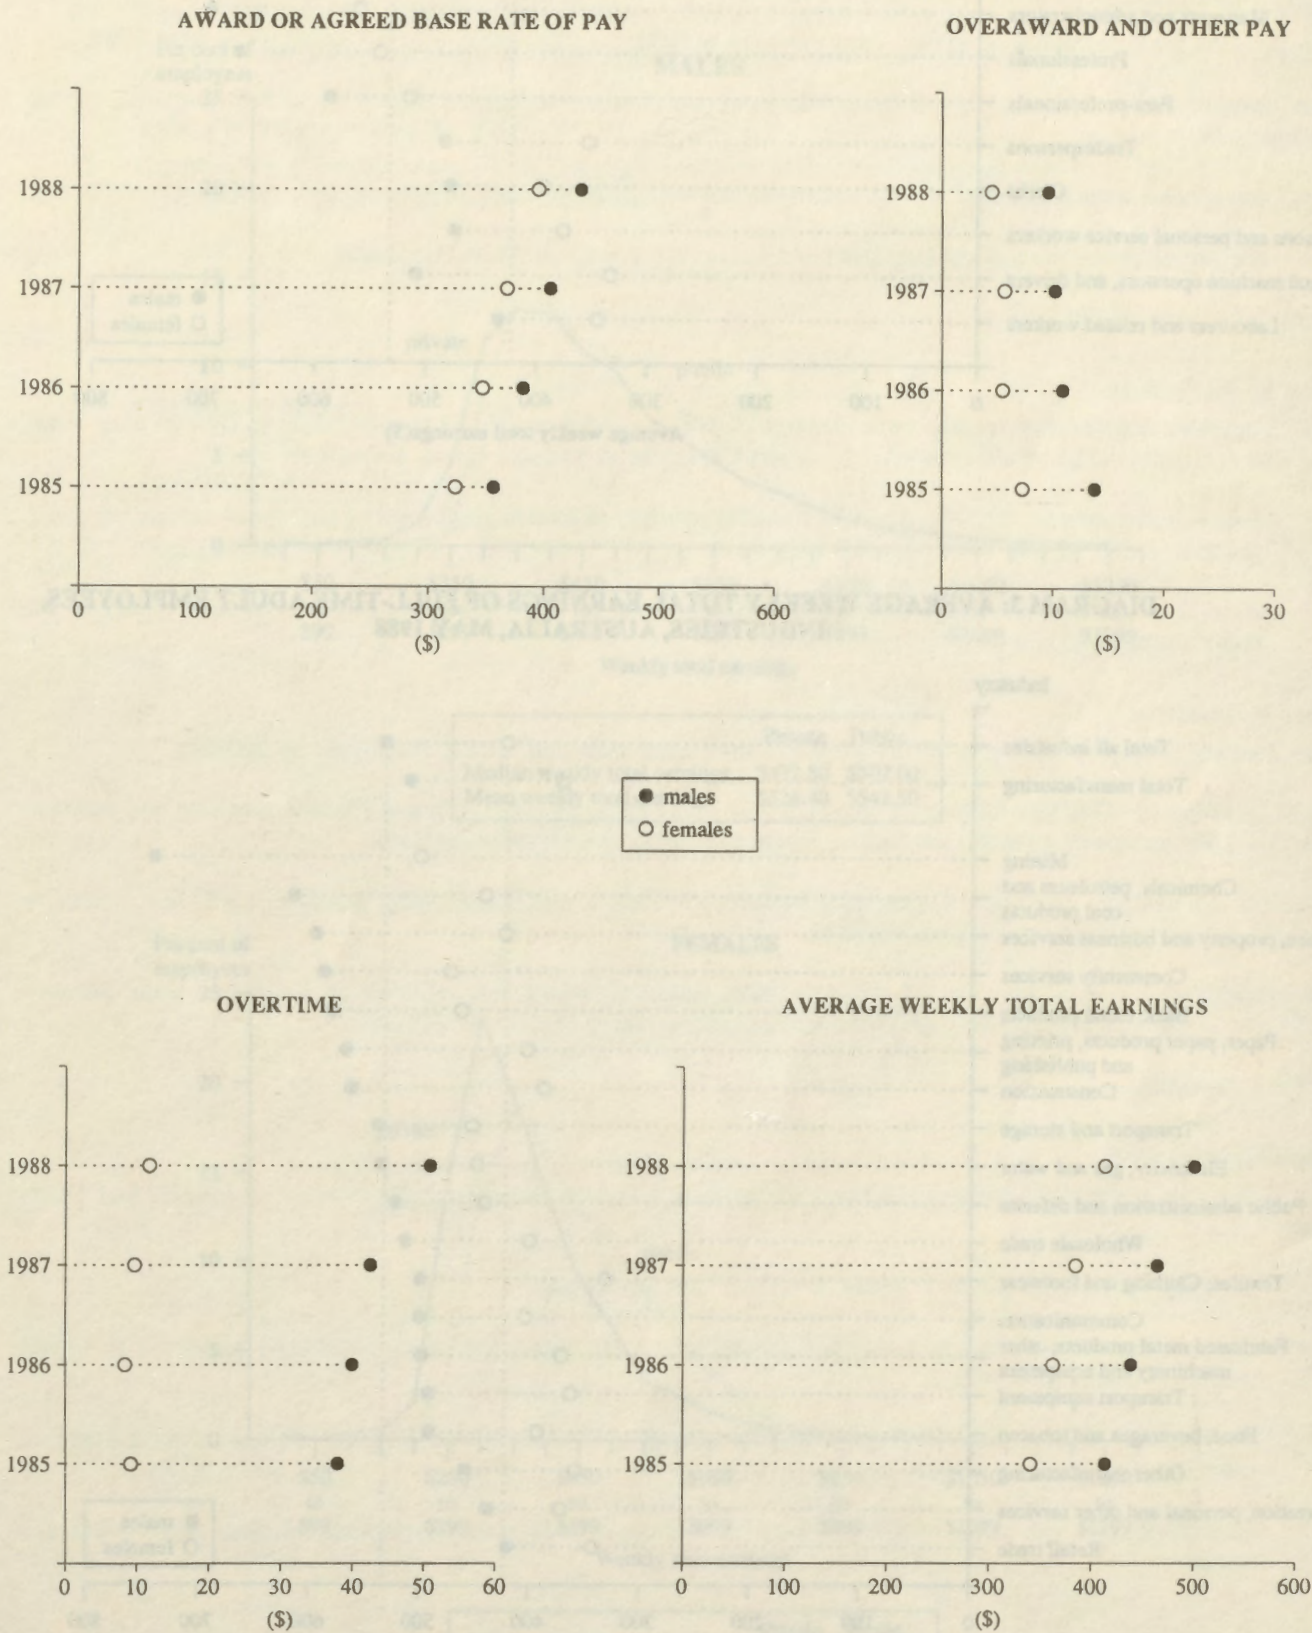 AWARD OR AGREED BASE RATE OF PAY
1988
1987
1986
1985
0 100 200 300 400 500 600
($)
OVERAWARD AND OTHER PAY
1988
1987
1986
1985
0 10 20 30
($)
males
females
OVERTIME
1988
1987
1986
1985
0 10 20 30 40 50 60
($)
AVERAGE WEEKLY TOTAL EARNINGS
1988
1987
1986
1985
0 100 200 300 400 500 600
($)